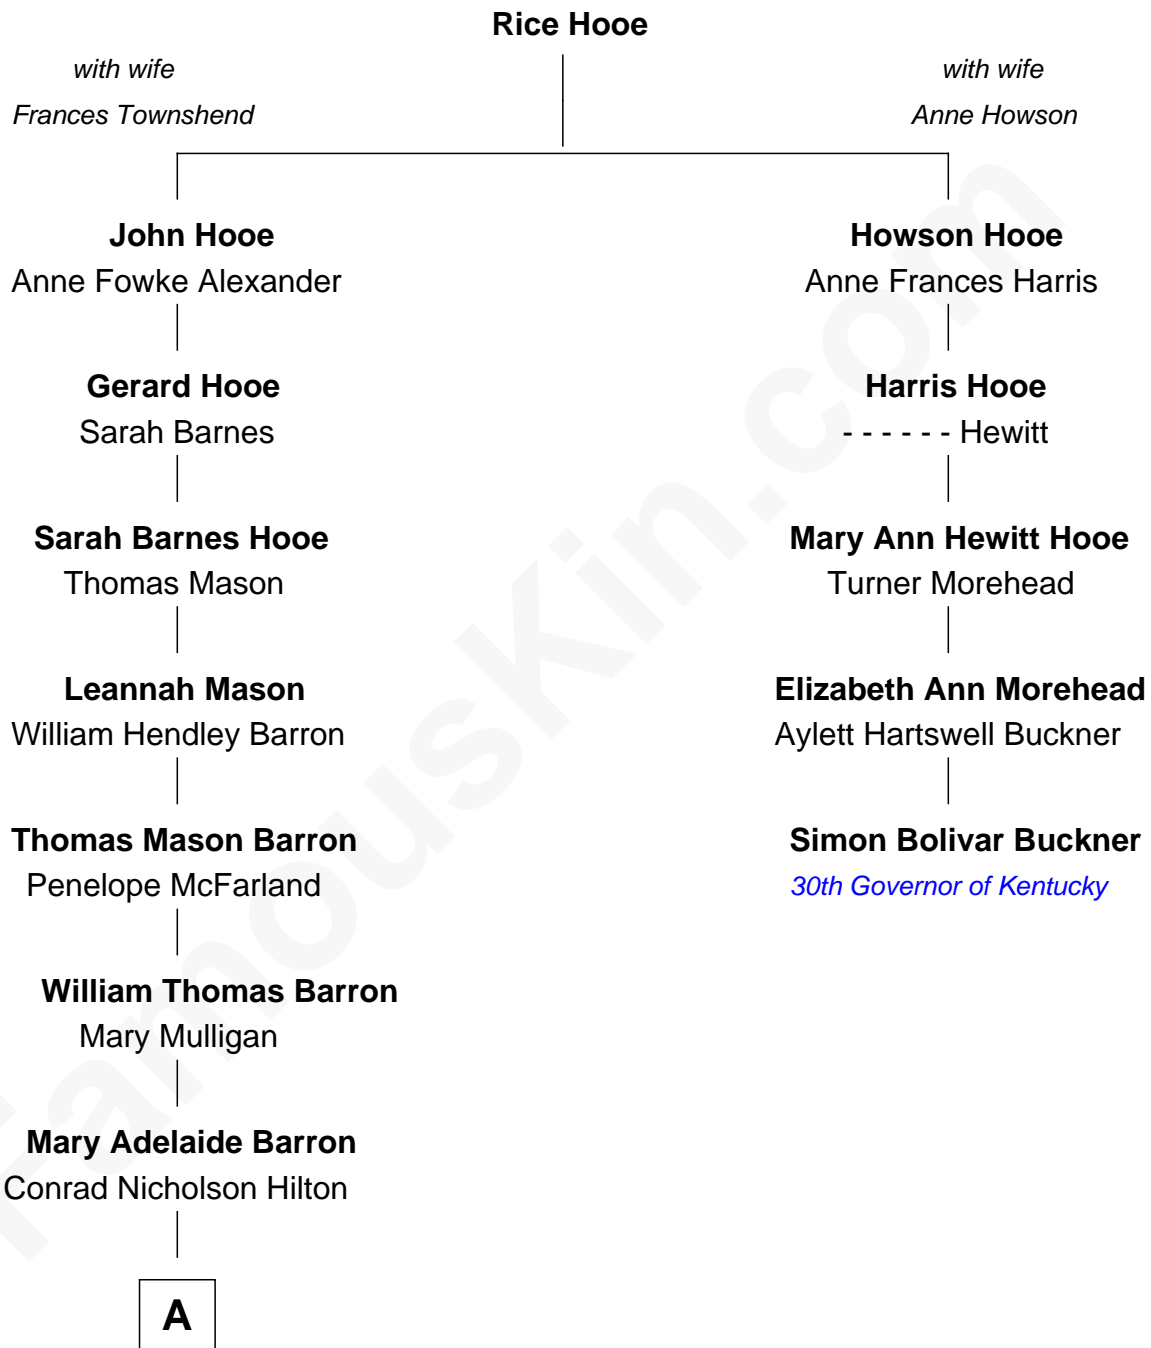 Rice Hooe
with wife
Frances Townshend
with wife
Anne Howson
John Hooe
Anne Fowke Alexander
Howson Hooe
Anne Frances Harris
Gerard Hooe
Sarah Barnes
Harris Hooe
- - - - - - Hewitt
Sarah Barnes Hooe
Thomas Mason
Mary Ann Hewitt Hooe
Turner Morehead
Leannah Mason
William Hendley Barron
Elizabeth Ann Morehead
Aylett Hartswell Buckner
Thomas Mason Barron
Penelope McFarland
Simon Bolivar Buckner
30th Governor of Kentucky
William Thomas Barron
Mary Mulligan
Mary Adelaide Barron
Conrad Nicholson Hilton
A
FamousKin.com